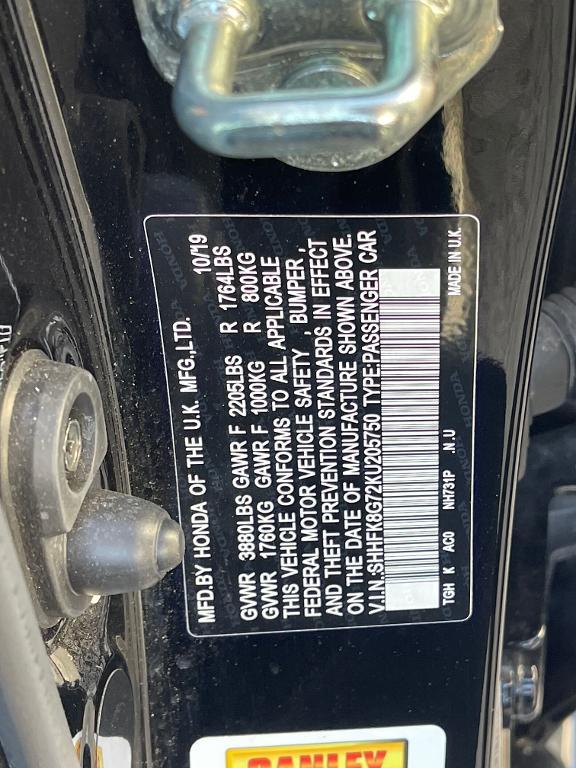 MFD.BY HONDA OF THE U.K. MFG.,LTD. 10/19
GVWR 3880LBS GAWR F 2205LBS R 1764LBS
GVWR 1760KG GAWR F 1000KG R 800KG
THIS VEHICLE CONFORMS TO ALL APPLICABLE
FEDERAL MOTOR VEHICLE SAFETY , BUMPER ,
AND THEFT PREVENTION STANDARDS IN EFFECT
ON THE DATE OF MANUFACTURE SHOWN ABOVE.
V.I.N.:SHHFK8G72KU205750 TYPE:PASSENGER CAR
TGH K AC0 NH731P .N .U MADE IN U.K.